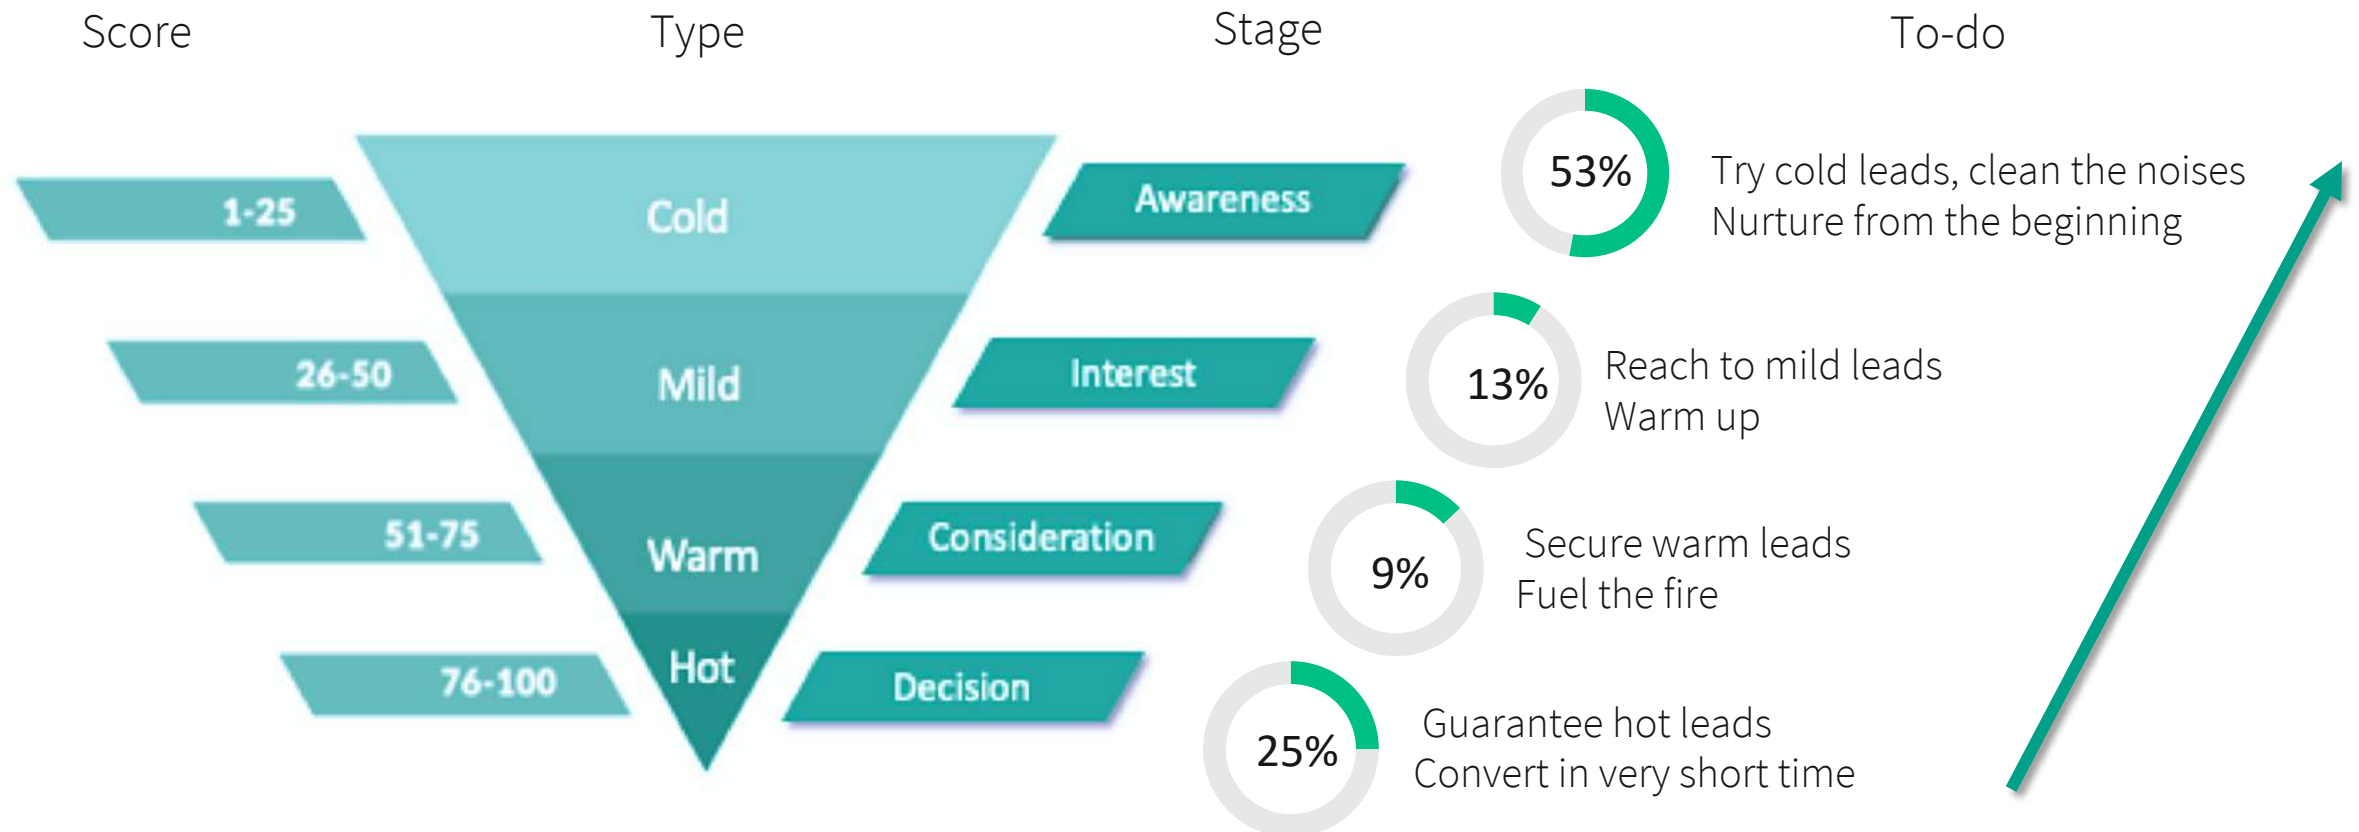 Score
Type
Stage
To-do
1-25
Cold
Awareness
53%
Try cold leads, clean the noises
Nurture from the beginning
26-50
Mild
Interest
13%
Reach to mild leads
Warm up
51-75
Warm
Consideration
9%
Secure warm leads
Fuel the fire
76-100
Hot
Decision
25%
Guarantee hot leads
Convert in very short time